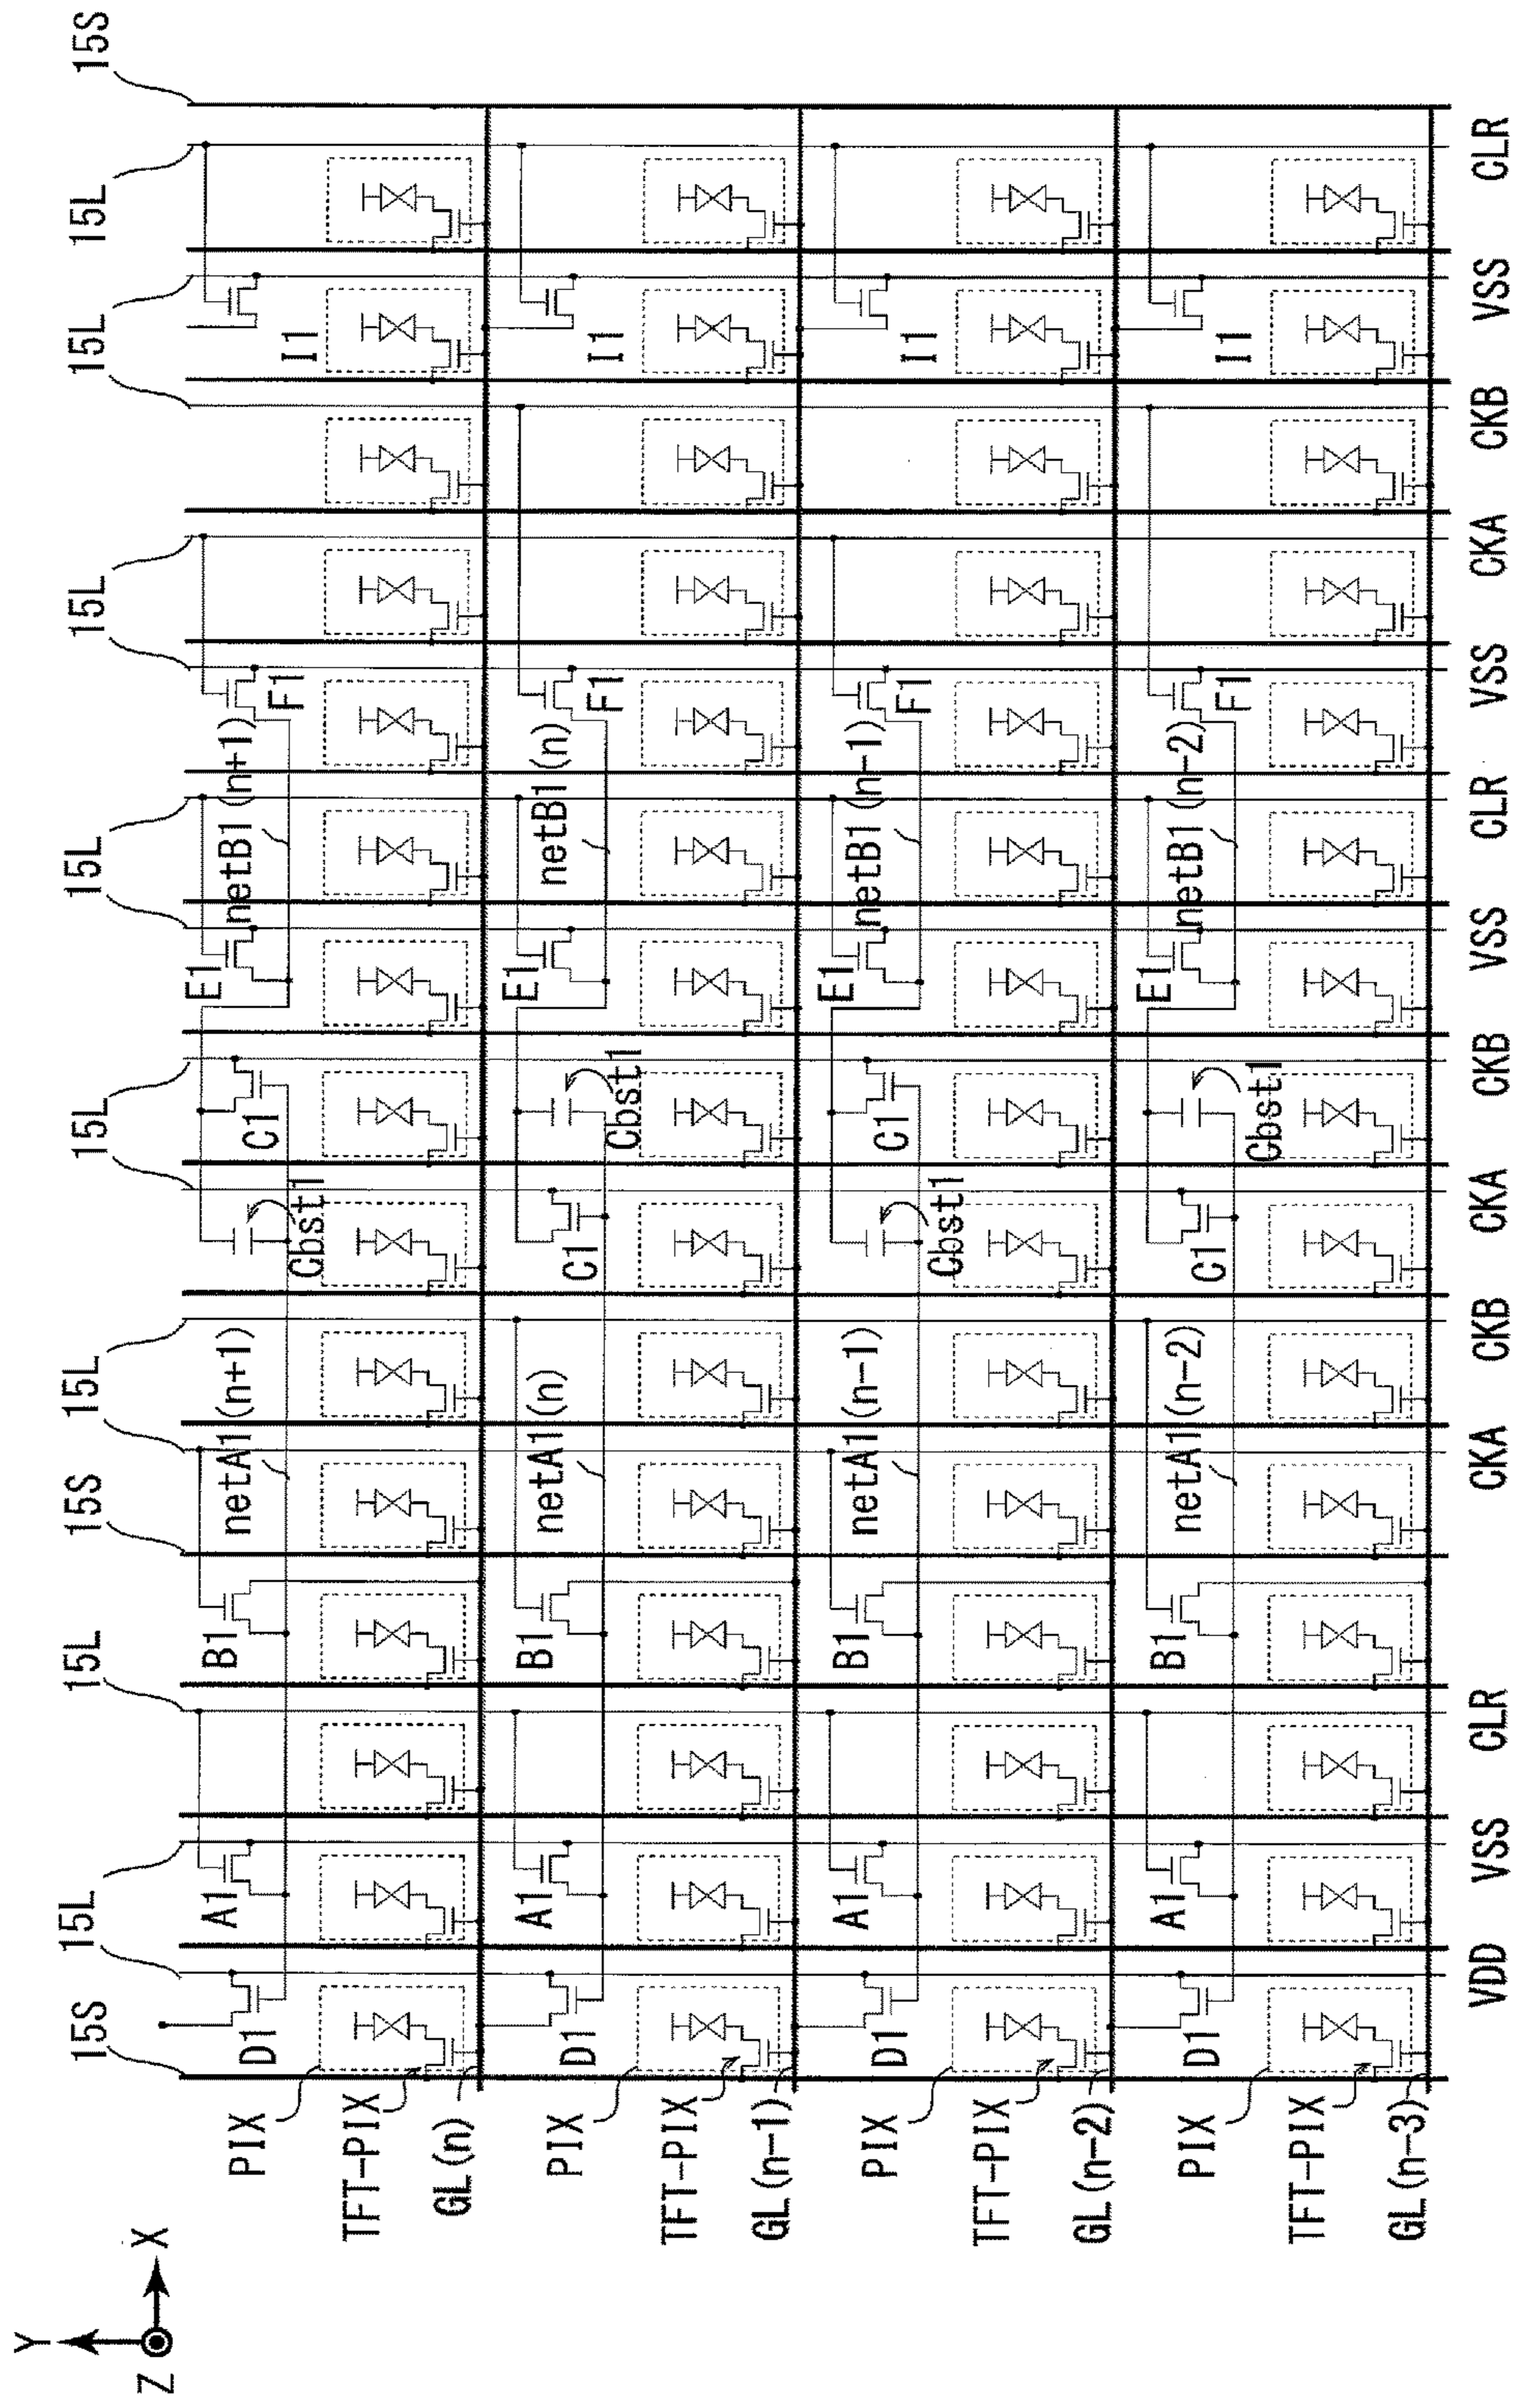 Y
Z
X
15S
15L
15L
15S
15L
15L
15L
15L
15L
15L
15S
D1
A1
B1
netA1(n+1)
Cbst1
C1
E1
netB1(n+1)
F1
I1
PIX
TFT-PIX
GL(n)
D1
A1
B1
netA1(n)
C1
Cbst1
E1
netB1(n)
F1
I1
PIX
TFT-PIX
GL(n-1)
D1
A1
B1
netA1(n-1)
Cbst1
C1
E1
netB1(n-1)
F1
I1
PIX
TFT-PIX
GL(n-2)
D1
A1
B1
netA1(n-2)
C1
Cbst1
E1
netB1(n-2)
F1
I1
PIX
TFT-PIX
GL(n-3)
VDD
VSS
CLR
CKA
CKB
CKA
CKB
VSS
CLR
VSS
CKA
CKB
VSS
CLR